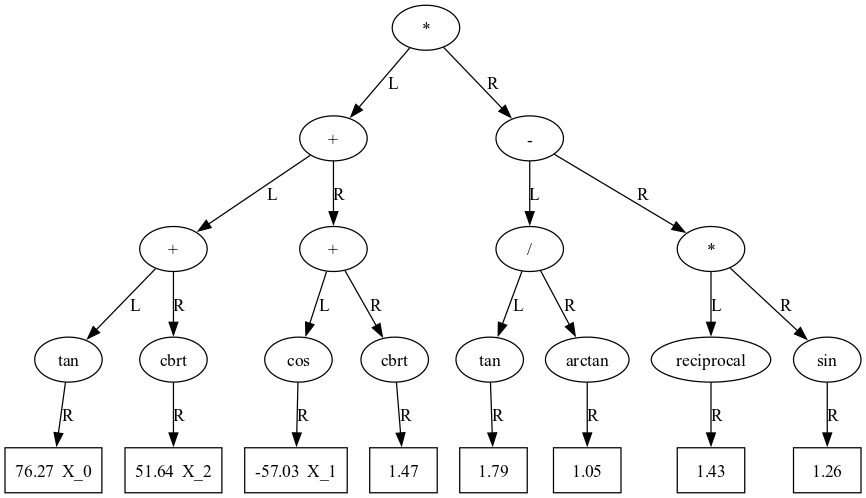 *
L R
+ -
L R L R
+ + / *
L R L R L R L R
tan cbrt cos cbrt tan arctan reciprocal sin
R R R R R R R R
76.27 X_0 51.64 X_2 -57.03 X_1 1.47 1.79 1.05 1.43 1.26